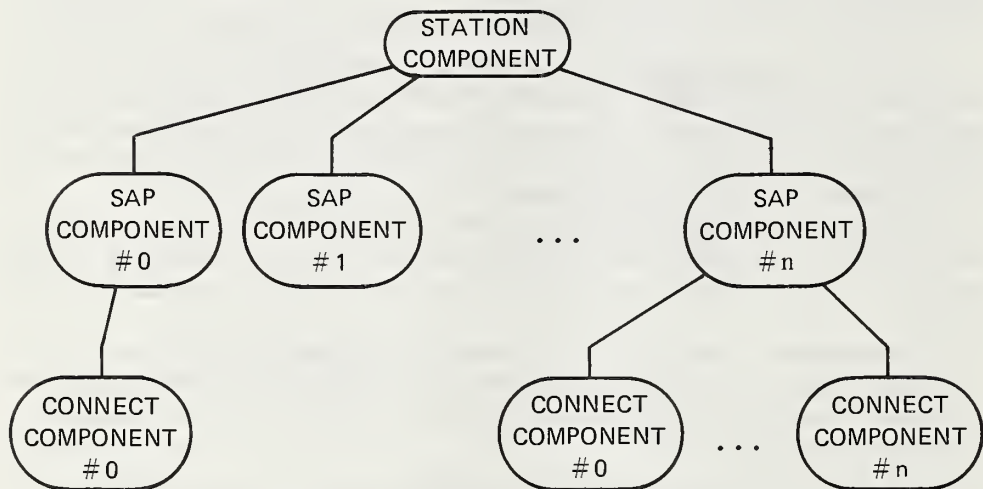 STATION
COMPONENT
SAP
COMPONENT
#0
SAP
COMPONENT
#1
...
SAP
COMPONENT
#n
CONNECT
COMPONENT
#0
CONNECT
COMPONENT
#0
...
CONNECT
COMPONENT
#n